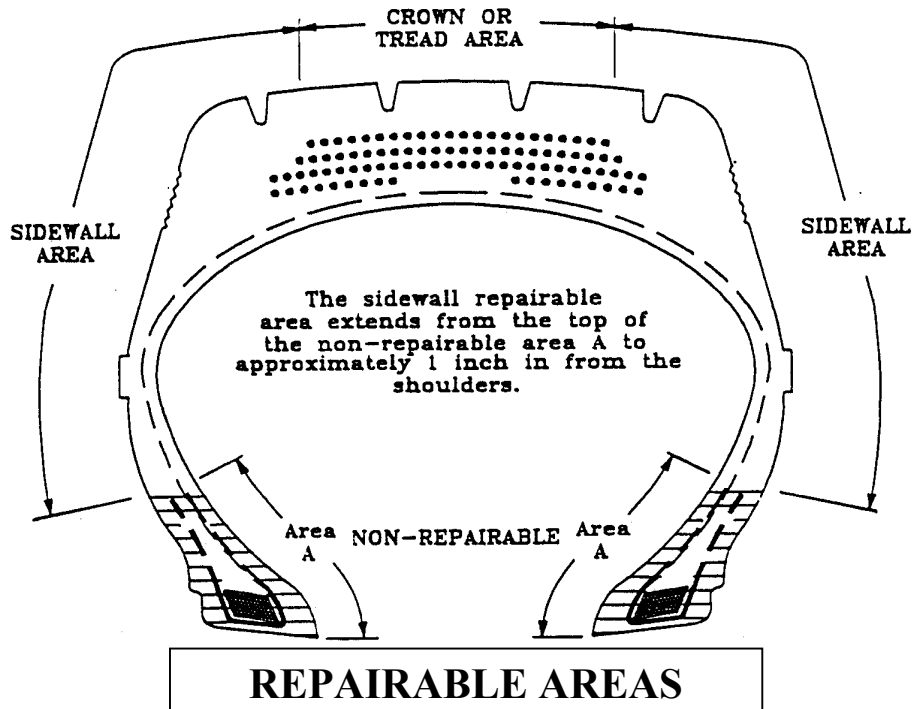 CROWN OR
TREAD AREA
SIDEWALL
AREA
SIDEWALL
AREA
The sidewall repairable
area extends from the top of
the non-repairable area A to
approximately 1 inch in from the
shoulders.
Area
A
NON-REPAIRABLE
Area
A
REPAIRABLE AREAS